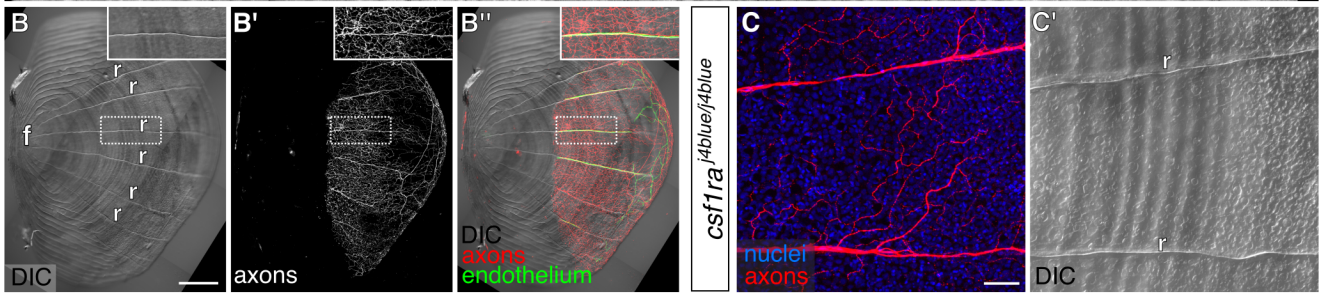 B
r
r
f
r
r
r
r
DIC
B'
axons
B''
DIC
axons
endothelium
csf1ra^j4blue/j4blue
C
nuclei
axons
C'
r
r
DIC